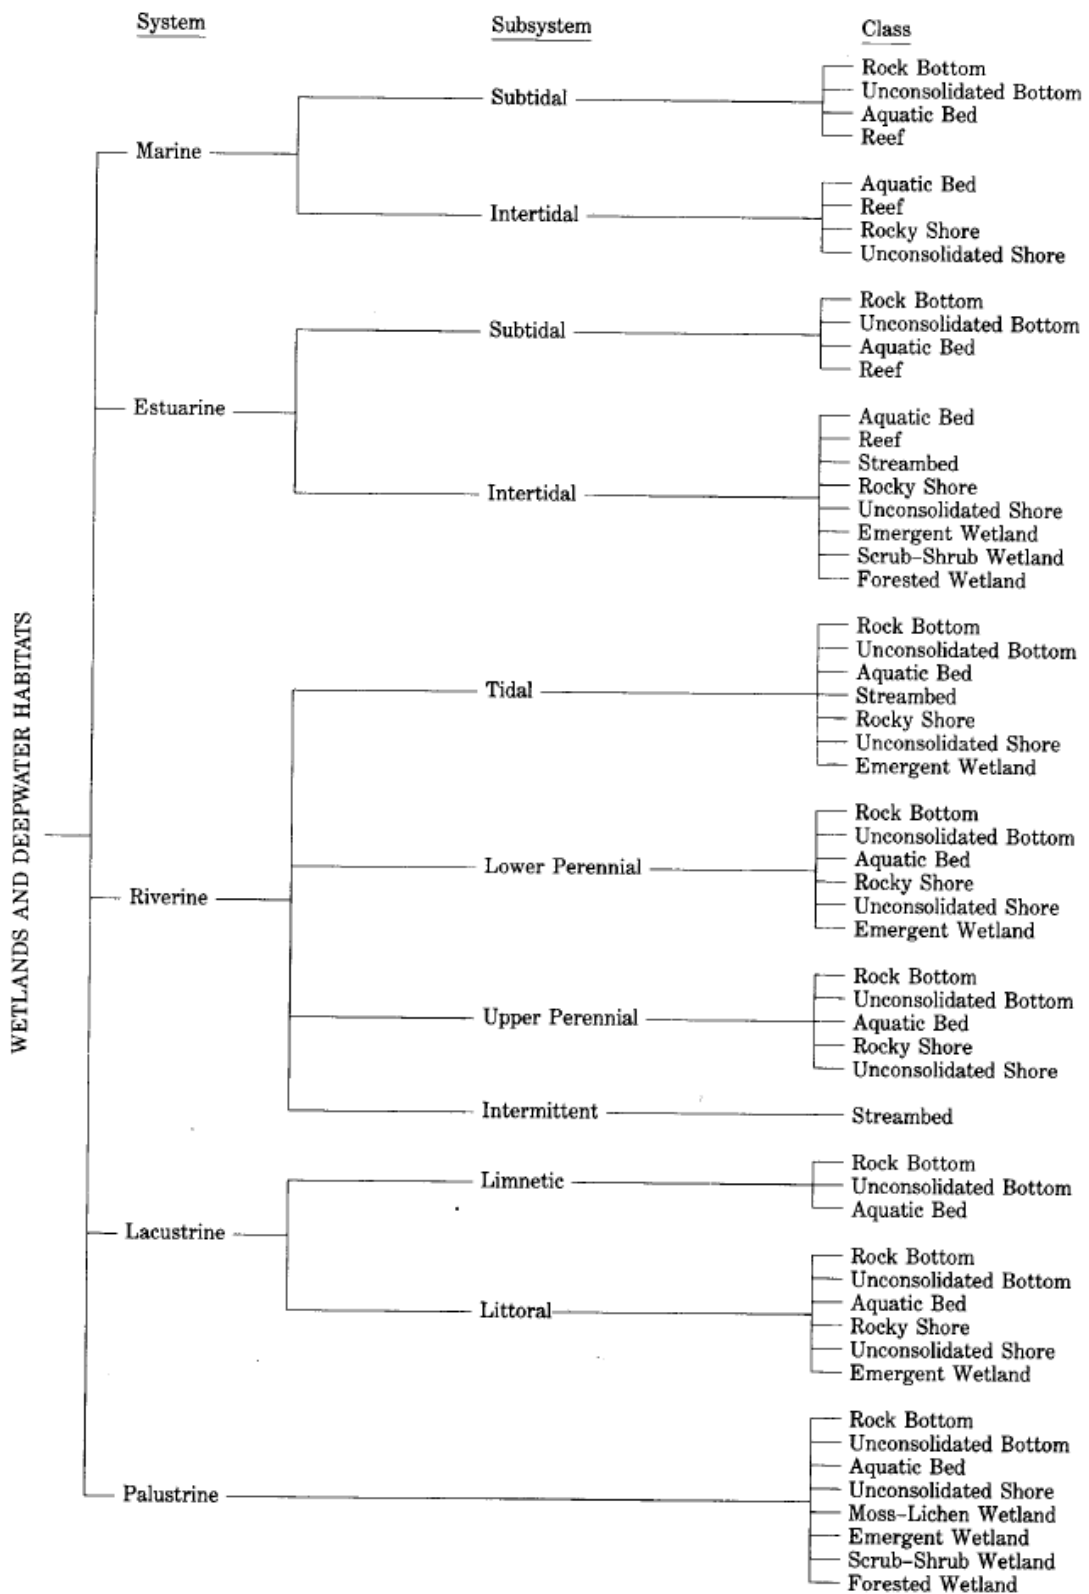 System
Subsystem
Class
WETLANDS AND DEEPWATER HABITATS
Marine
Subtidal
Rock Bottom
Unconsolidated Bottom
Aquatic Bed
Reef
Intertidal
Aquatic Bed
Reef
Rocky Shore
Unconsolidated Shore
Estuarine
Subtidal
Rock Bottom
Unconsolidated Bottom
Aquatic Bed
Reef
Intertidal
Aquatic Bed
Reef
Streambed
Rocky Shore
Unconsolidated Shore
Emergent Wetland
Scrub–Shrub Wetland
Forested Wetland
Riverine
Tidal
Rock Bottom
Unconsolidated Bottom
Aquatic Bed
Streambed
Rocky Shore
Unconsolidated Shore
Emergent Wetland
Lower Perennial
Rock Bottom
Unconsolidated Bottom
Aquatic Bed
Rocky Shore
Unconsolidated Shore
Emergent Wetland
Upper Perennial
Rock Bottom
Unconsolidated Bottom
Aquatic Bed
Rocky Shore
Unconsolidated Shore
Intermittent
Streambed
Lacustrine
Limnetic
Rock Bottom
Unconsolidated Bottom
Aquatic Bed
Littoral
Rock Bottom
Unconsolidated Bottom
Aquatic Bed
Rocky Shore
Unconsolidated Shore
Emergent Wetland
Palustrine
Rock Bottom
Unconsolidated Bottom
Aquatic Bed
Unconsolidated Shore
Moss–Lichen Wetland
Emergent Wetland
Scrub–Shrub Wetland
Forested Wetland